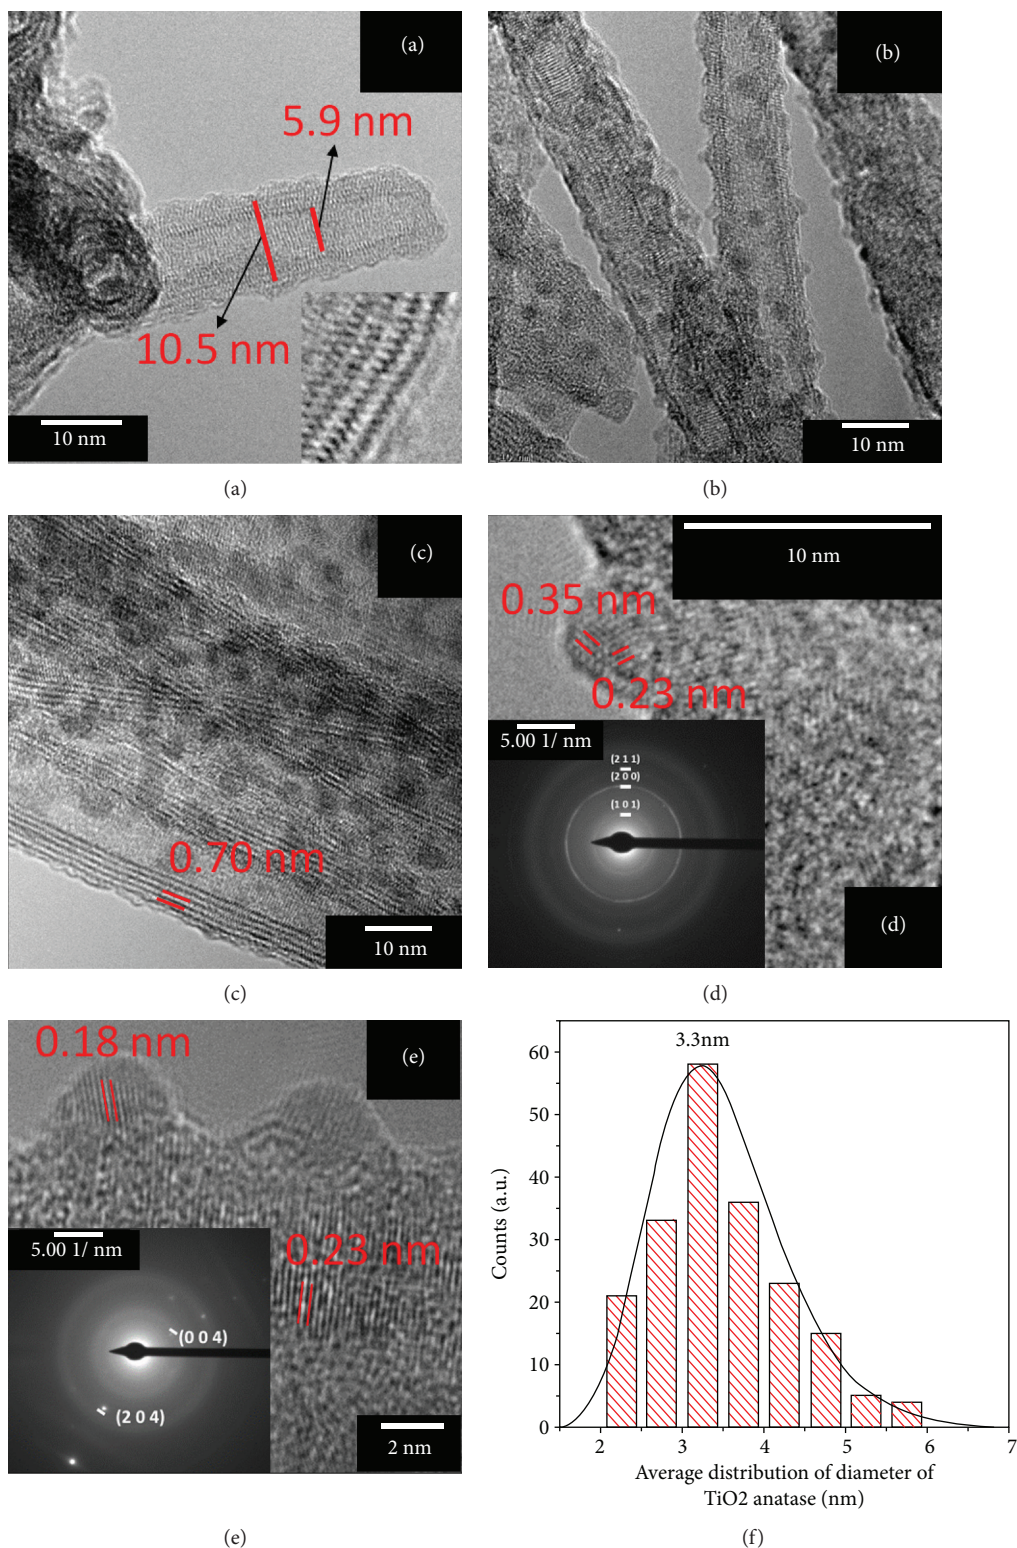 (a)
5.9 nm
10.5 nm
10 nm
(a)
(b)
10 nm
(b)
(c)
0.70 nm
10 nm
(c)
10 nm
0.35 nm
0.23 nm
5.00 1/ nm
(2 1 1)
(2 0 0)
(1 0 1)
(d)
(d)
0.18 nm
(e)
0.23 nm
5.00 1/ nm
(0 0 4)
(2 0 4)
2 nm
(e)
3.3nm
60
50
40
30
20
10
0
Counts (a.u.)
2 3 4 5 6 7
Average distribution of diameter of
TiO2 anatase (nm)
(f)